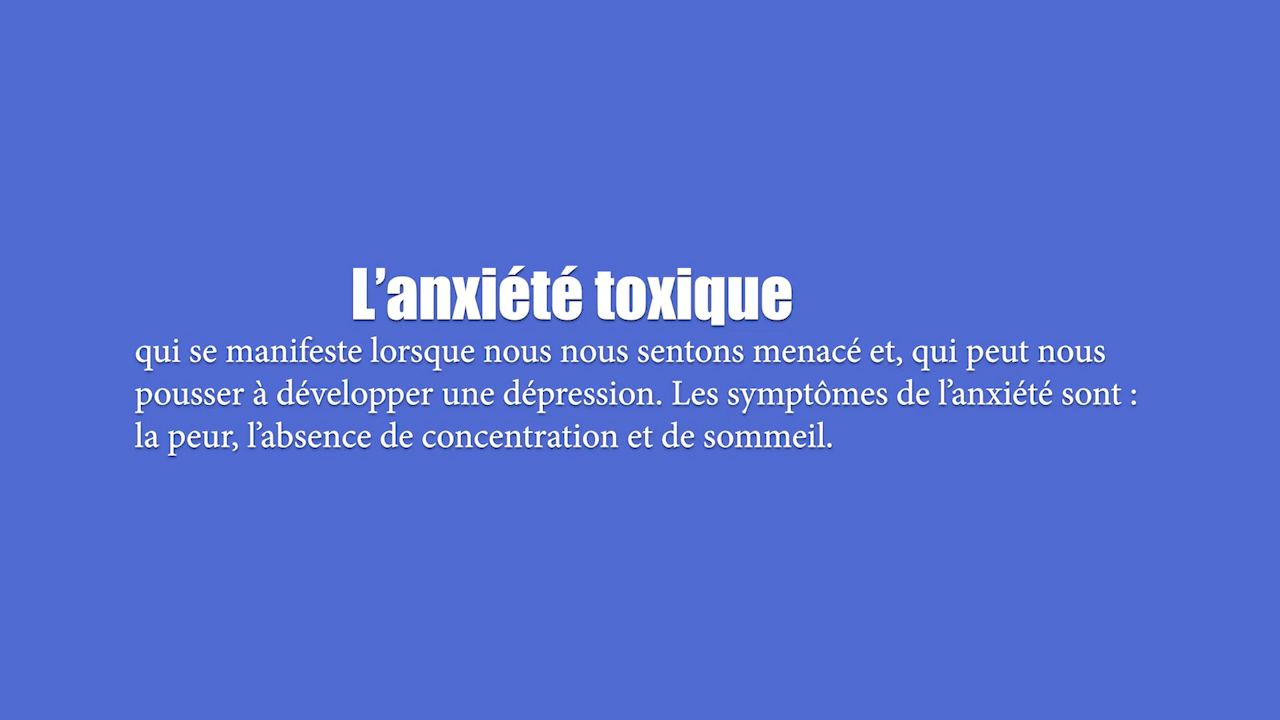 L’anxiété toxique
qui se manifeste lorsque nous nous sentons menacé et, qui peut nous
pousser à développer une dépression. Les symptômes de l’anxiété sont :
la peur, l’absence de concentration et de sommeil.